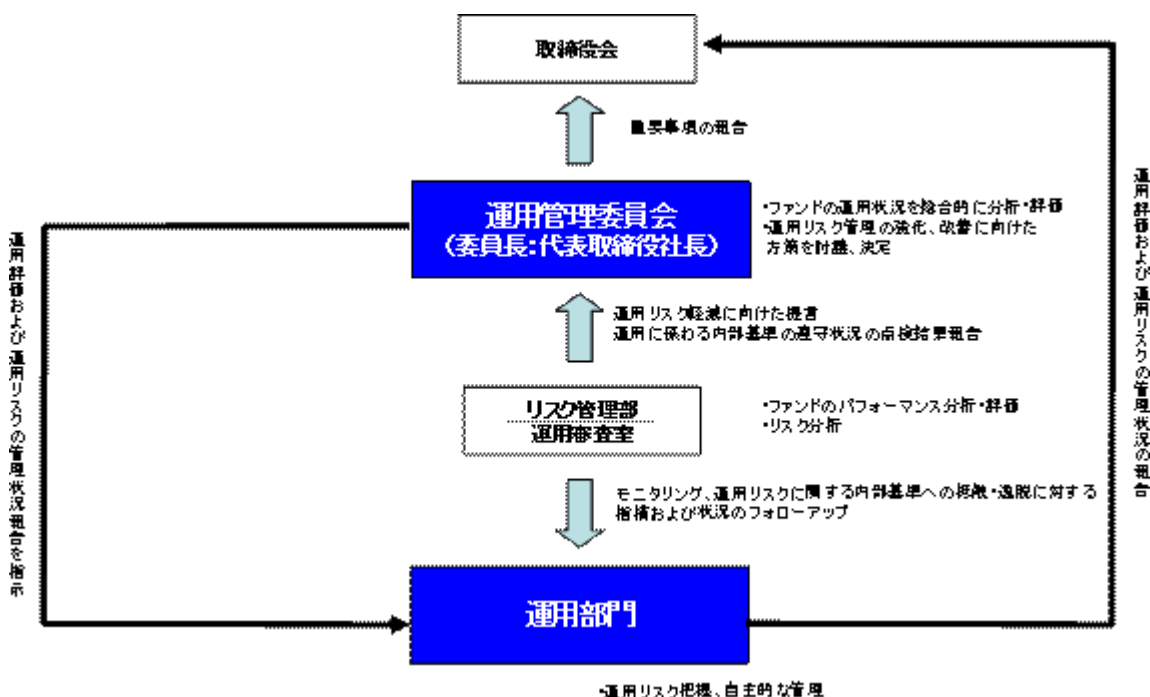 取締役会
重要事項の報告
運用管理委員会
(委員長:代表取締役社長)
・ファンドの運用状況を総合的に分析・評価
・運用リスク管理の強化、改善に向けた
方策を討議、決定
運用リスク軽減に向けた提言
運用に係わる内部基準の遵守状況の点検結果報告
リスク管理部
運用審査室
・ファンドのパフォーマンス分析・評価
・リスク分析
モニタリング、運用リスクに関する内部基準への抵触・逸脱に対する
指摘および状況のフォローアップ
運用部門
・運用リスク把握、自主的な管理
運用評価および運用リスクの管理状況報告を指示
運用評価および運用リスクの管理状況の報告